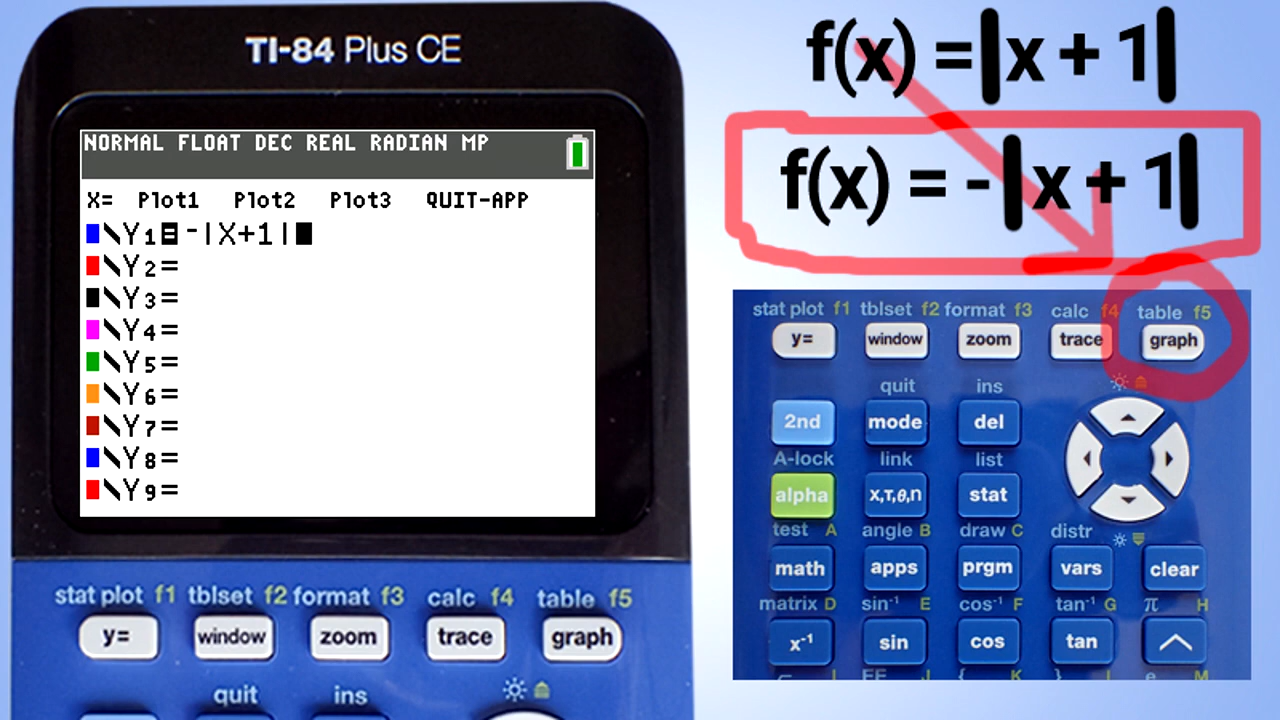 TI-84 Plus CE
NORMAL FLOAT DEC REAL RADIAN MP
X= Plot1 Plot2 Plot3 QUIT-APP
\Y1=-|X+1|
\Y2=
\Y3=
\Y4=
\Y5=
\Y6=
\Y7=
\Y8=
\Y9=
stat plot f1 tblset f2 format f3 calc f4 table f5
y= window zoom trace graph
quit ins
f(x) =|x + 1|
f(x) = -|x + 1|
stat plot f1 tblset f2 format f3 calc f4 table f5
y= window zoom trace graph
quit ins
2nd mode del
A-lock link list
alpha x,T,θ,n stat
test A angle B draw C distr
math apps prgm vars clear
matrix D sin⁻¹ E cos⁻¹ F tan⁻¹ G π H
x⁻¹ sin cos tan ^